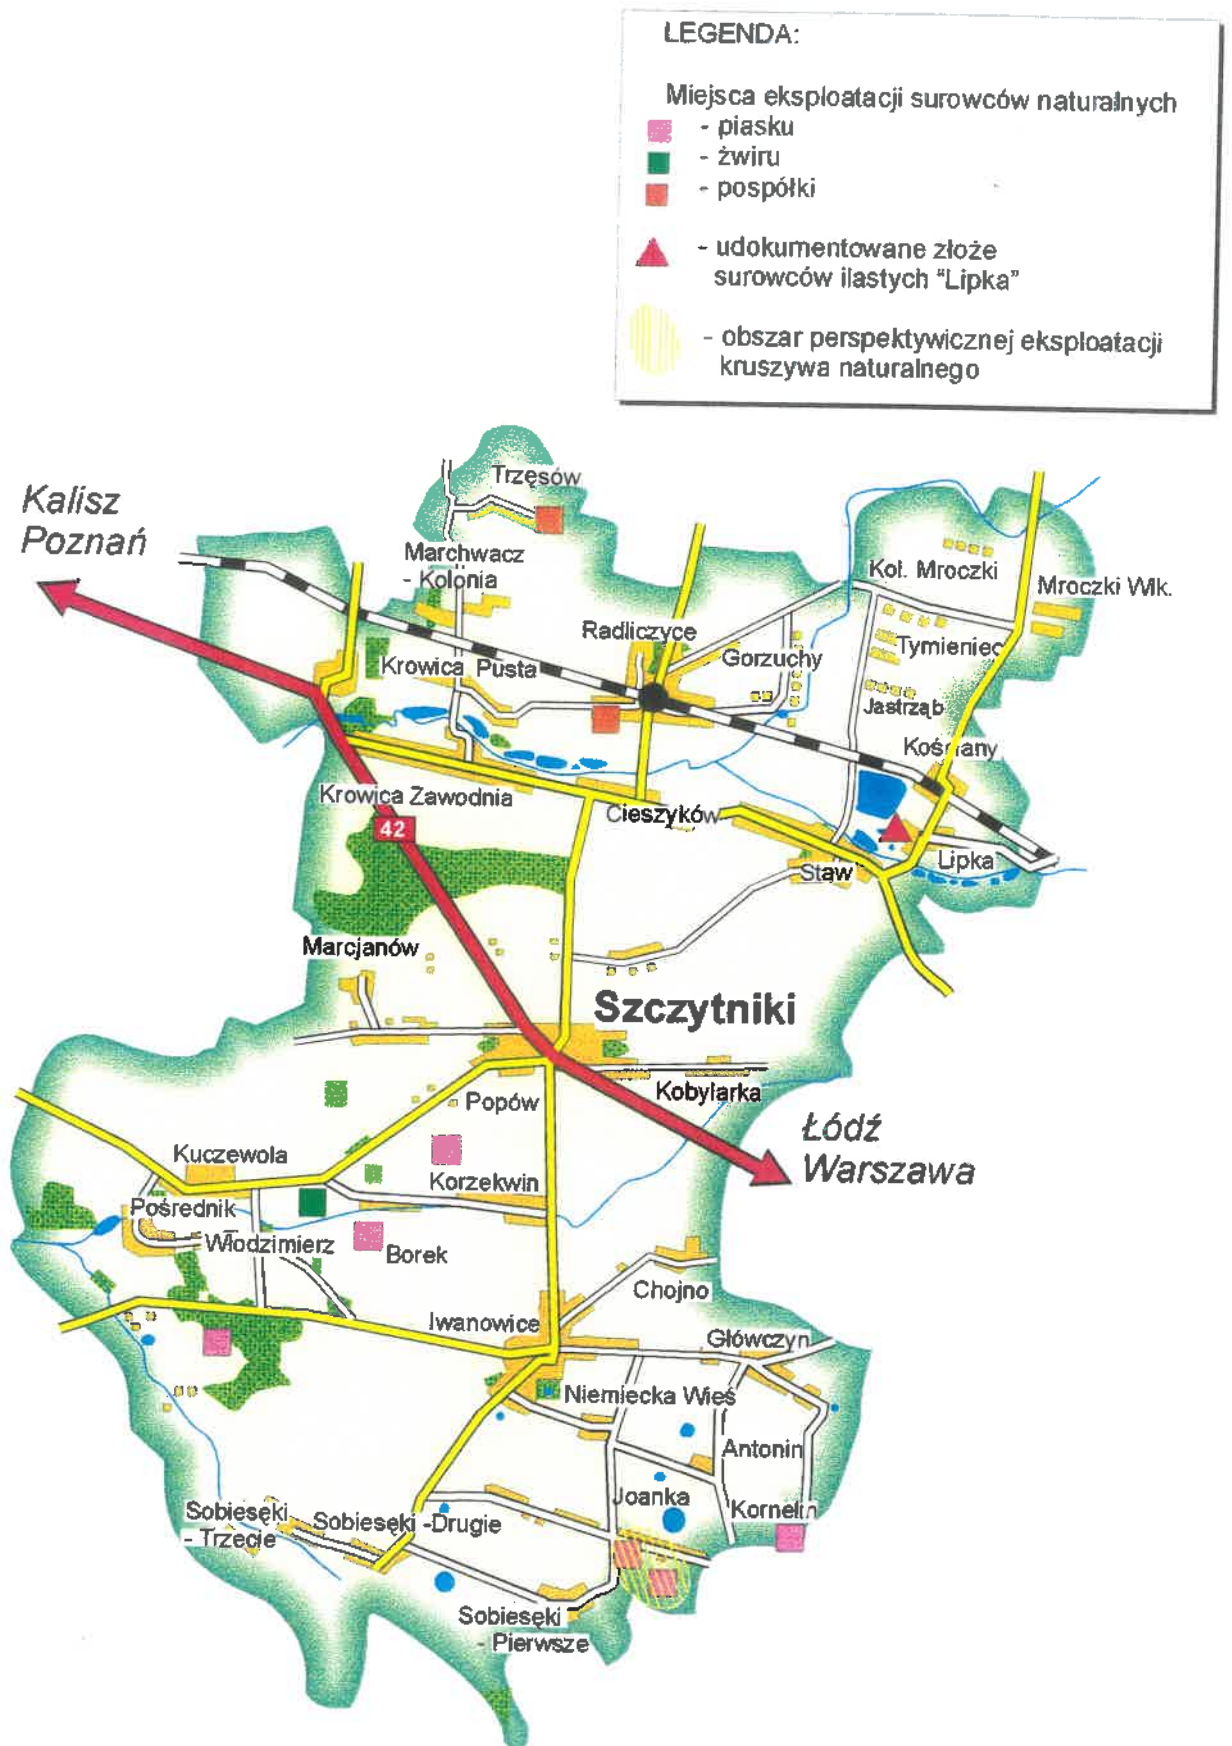 LEGENDA:
Miejsca eksploatacji surowców naturalnych
- piasku
- żwiru
- pospółki
- udokumentowane złoże
surowców ilastych "Lipka"
- obszar perspektywicznej eksploatacji
kruszywa naturalnego
Kalisz
Poznań
Trzęsów
Marchwacz
- Kolonia
Kol. Mroczki
Mroczki Wlk.
Radliczyce
Krowica Pusta
Gorzuchy
Tymieniec
Jastrząb
Kościany
Krowica Zawodnia
Cieszyków
42
Staw
Lipka
Marcjanów
Szczytniki
Kobylarka
Popów
Łódź
Warszawa
Kuczewola
Korzekwin
Pośrednik
Włodzimierz
Borek
Chojno
Iwanowice
Główczyn
Niemiecka Wieś
Antonin
Joanka
Kornelin
Sobiesęki
- Trzecie
Sobiesęki -Drugie
Sobiesęki
- Pierwsze